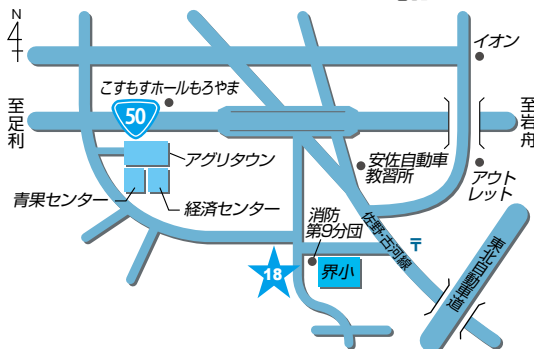 N
イオン
こすもすホールもろやま
至足利
50
至岩舟
アグリタウン
安佐自動車
教習所
アウト
レット
青果センター
経済センター
消防
第9分団
佐野・古河線
〒
18
界小
東北自動車道